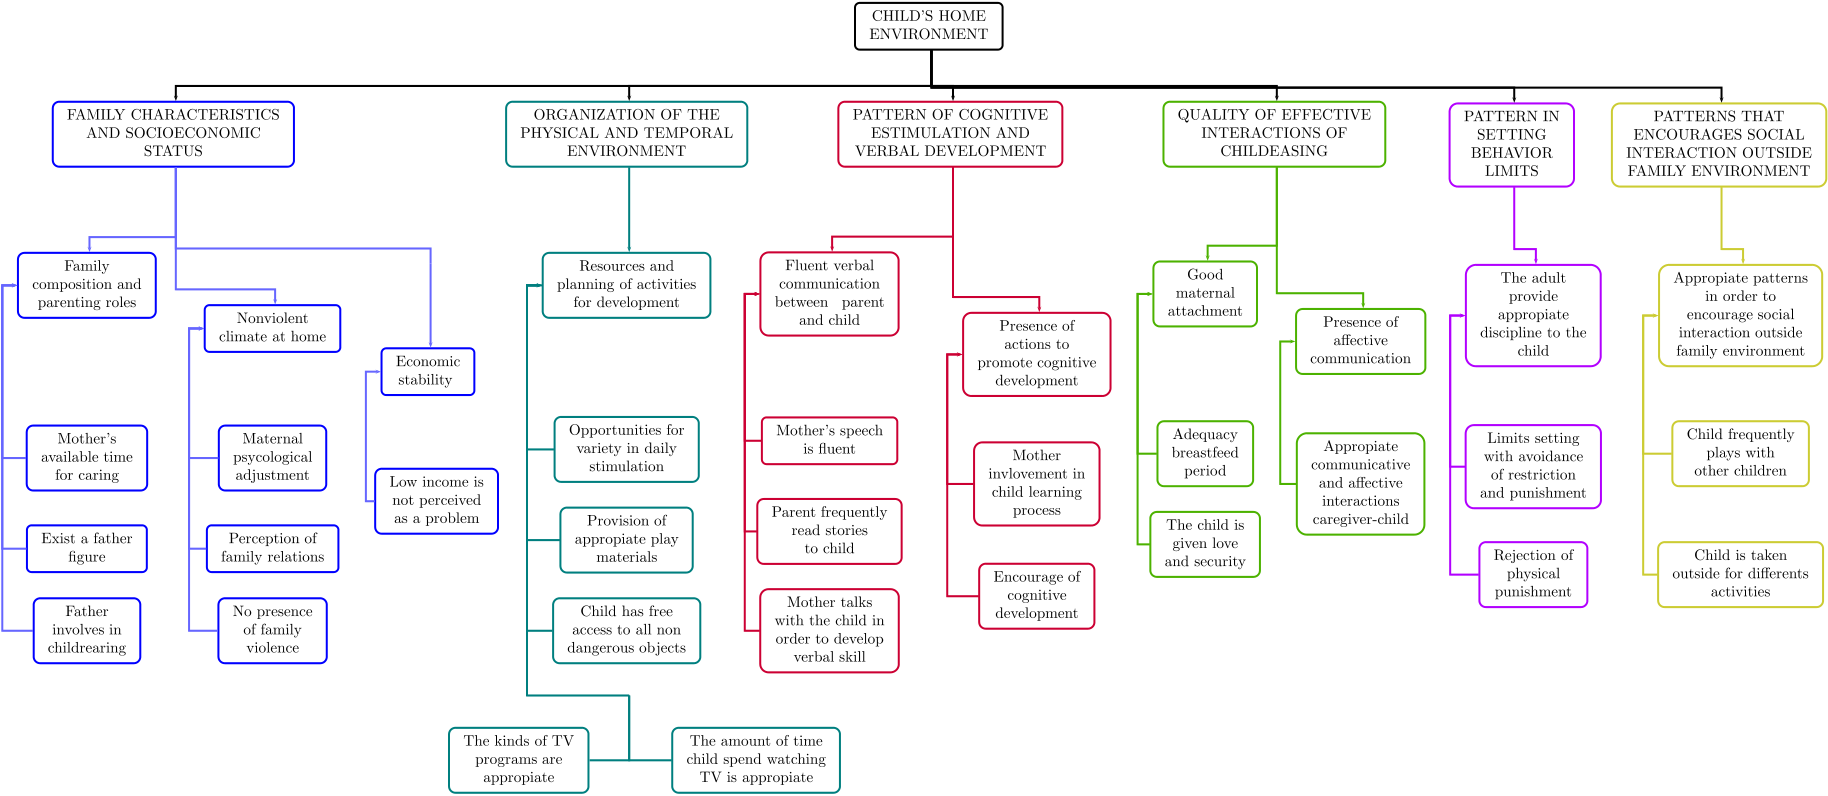 CHILD'S HOME
ENVIRONMENT
FAMILY CHARACTERISTICS
AND SOCIOECONOMIC
STATUS
ORGANIZATION OF THE
PHYSICAL AND TEMPORAL
ENVIRONMENT
PATTERN OF COGNITIVE
ESTIMULATION AND
VERBAL DEVELOPMENT
QUALITY OF EFFECTIVE
INTERACTIONS OF
CHILDEASING
PATTERN IN
SETTING
BEHAVIOR
LIMITS
PATTERNS THAT
ENCOURAGES SOCIAL
INTERACTION OUTSIDE
FAMILY ENVIRONMENT
Family
composition and
parenting roles
Nonviolent
climate at home
Economic
stability
Mother's
available time
for caring
Exist a father
figure
Father
involves in
childrearing
Maternal
psycological
adjustment
Perception of
family relations
No presence
of family
violence
Low income is
not perceived
as a problem
Resources and
planning of activities
for development
Opportunities for
variety in daily
stimulation
Provision of
appropiate play
materials
Child has free
access to all non
dangerous objects
The kinds of TV
programs are
appropiate
The amount of time
child spend watching
TV is appropiate
Fluent verbal
communication
between parent
and child
Mother's speech
is fluent
Parent frequently
read stories
to child
Mother talks
with the child in
order to develop
verbal skill
Presence of
actions to
promote cognitive
development
Mother
invlovement in
child learning
process
Encourage of
cognitive
development
Good
maternal
attachment
Adequacy
breastfeed
period
The child is
given love
and security
Presence of
affective
communication
Appropiate
communicative
and affective
interactions
caregiver-child
The adult
provide
appropiate
discipline to the
child
Limits setting
with avoidance
of restriction
and punishment
Rejection of
physical
punishment
Appropiate patterns
in order to
encourage social
interaction outside
family environment
Child frequently
plays with
other children
Child is taken
outside for differents
activities